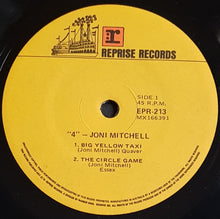 REPRISE RECORDS
SIDE 1
45 R.P.M.
EPR-213
MX166391
"4" – JONI MITCHELL
1. BIG YELLOW TAXI
(Joni Mitchell) Quaver
2. THE CIRCLE GAME
(Joni Mitchell)
Essex